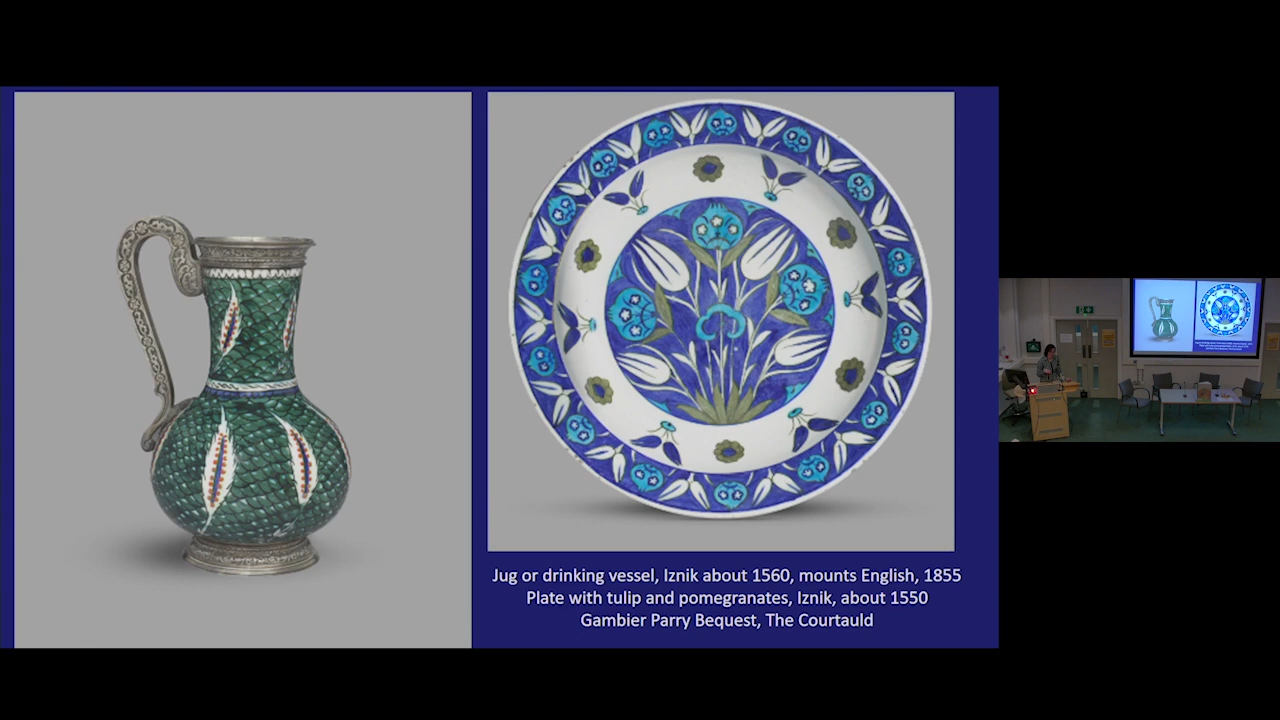 Jug or drinking vessel, Iznik about 1560, mounts English, 1855
Plate with tulip and pomegranates, Iznik, about 1550
Gambier Parry Bequest, The Courtauld